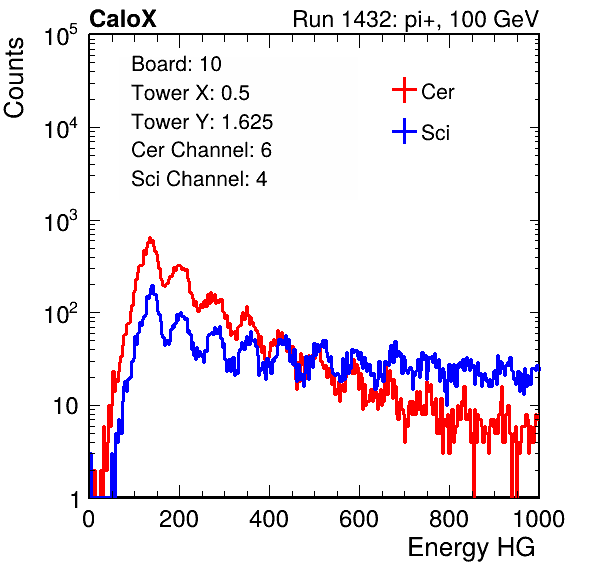 CaloX Run 1432: pi+, 100 GeV
Counts
Board: 10
Tower X: 0.5
Tower Y: 1.625
Cer Channel: 6
Sci Channel: 4
Cer
Sci
10^5
10^4
10^3
10^2
10
1
0 200 400 600 800 1000
Energy HG